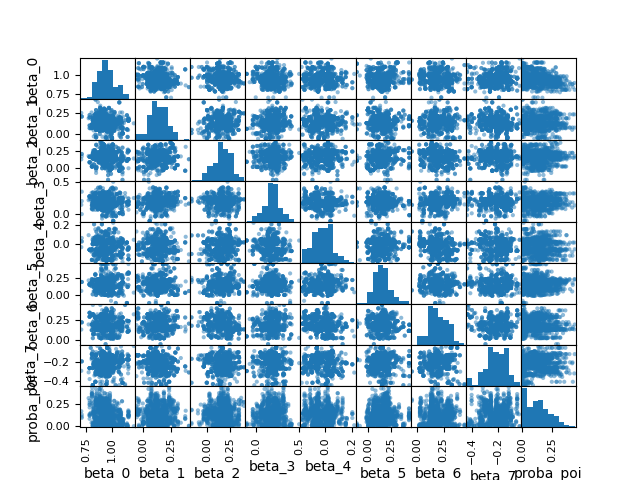 beta_0
1.0
0.75
beta_1
0.25
0.00
beta_2
0.25
0.00
beta_3
0.5
0.0
beta_4
0.2
0.0
beta_5
0.25
0.00
beta_6
0.25
0.00
beta_7
−0.2
−0.4
proba_poi
0.25
0.00
0.75 1.00 0.00 0.25 0.00 0.25 0.0 0.5 0.0 0.2 0.00 0.25 0.00 0.25 −0.4 −0.2 0.00 0.25
beta_0 beta_1 beta_2 beta_3 beta_4 beta_5 beta_6 beta_7 proba_poi